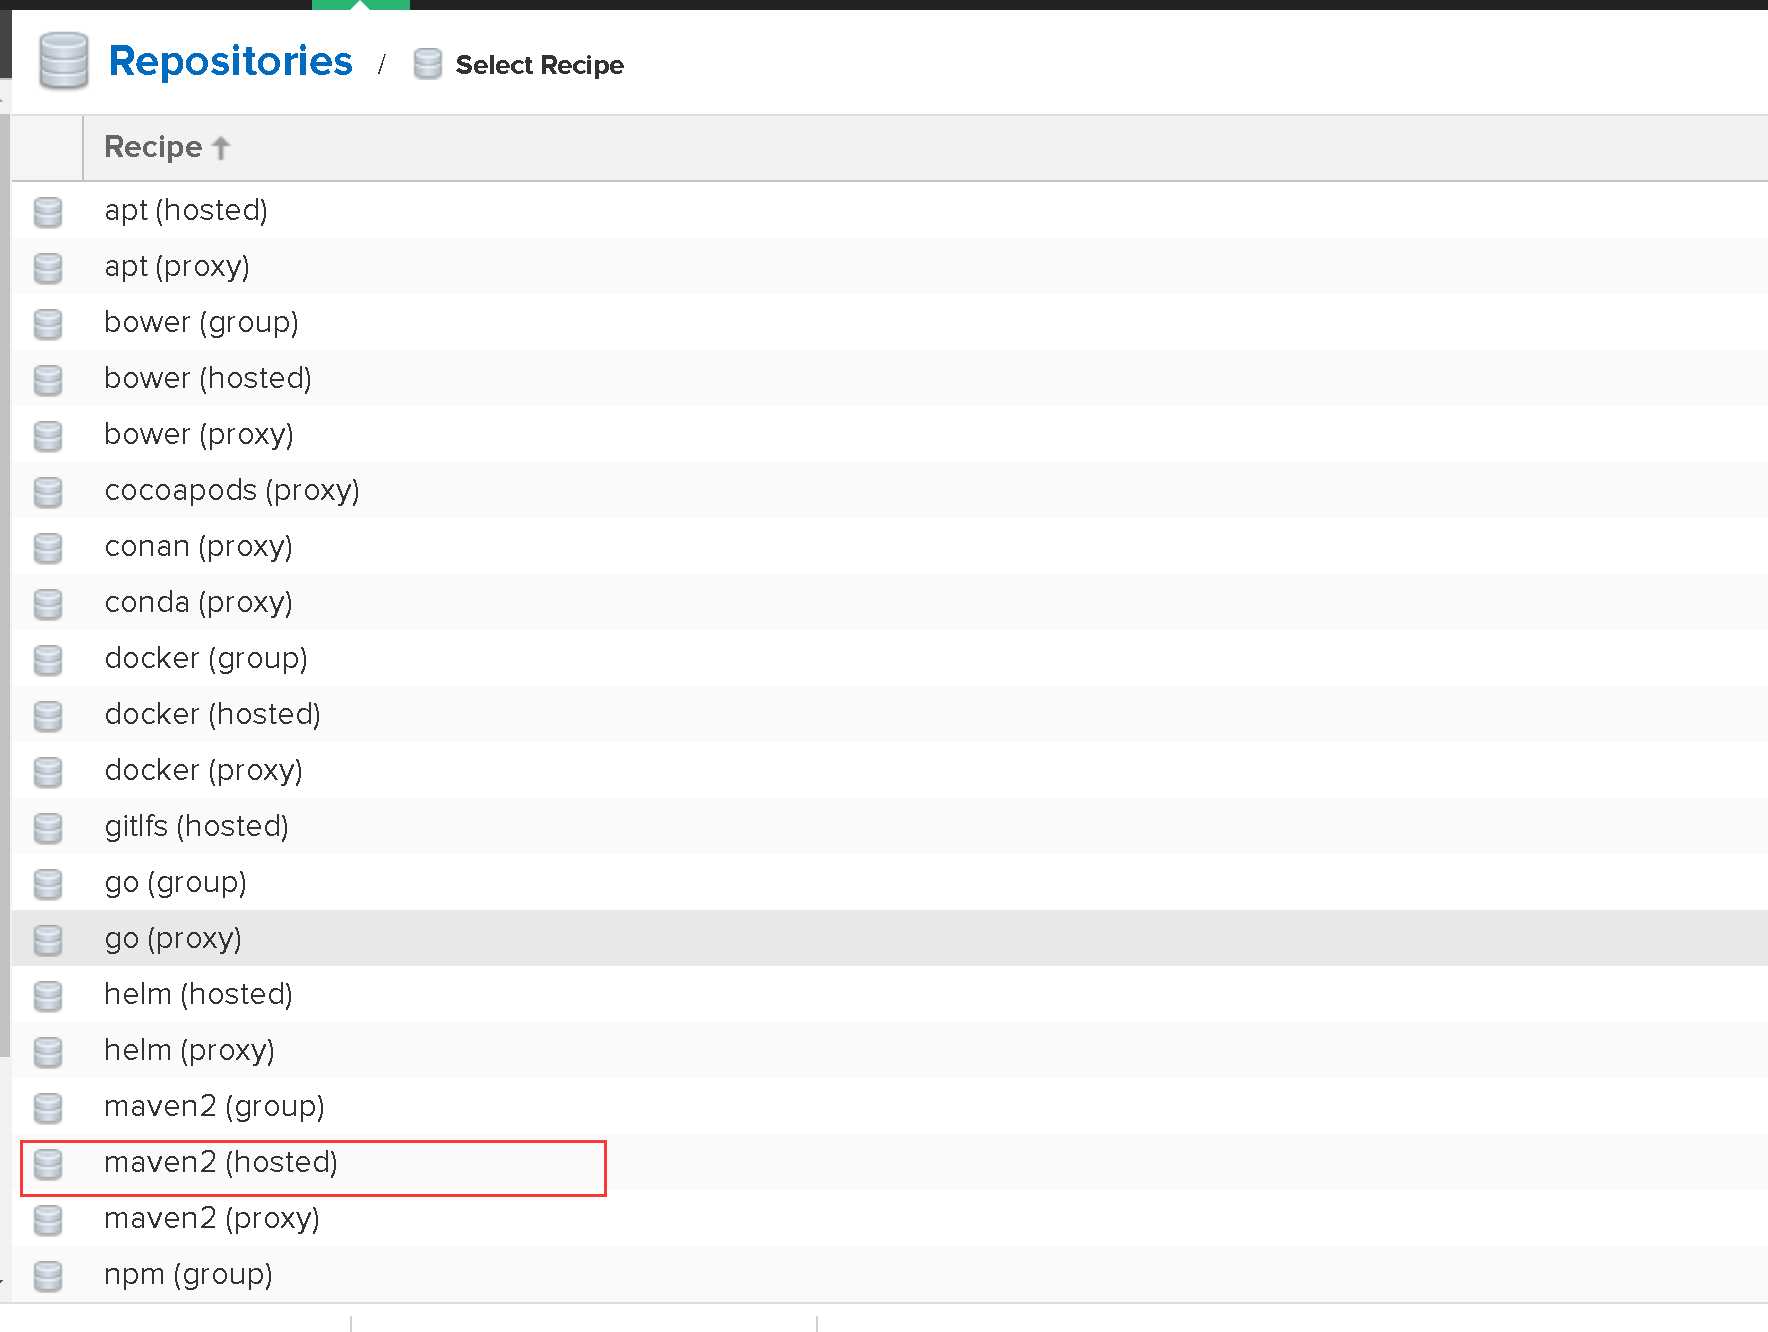 Repositories / Select Recipe
Recipe
apt (hosted)
apt (proxy)
bower (group)
bower (hosted)
bower (proxy)
cocoapods (proxy)
conan (proxy)
conda (proxy)
docker (group)
docker (hosted)
docker (proxy)
gitlfs (hosted)
go (group)
go (proxy)
helm (hosted)
helm (proxy)
maven2 (group)
maven2 (hosted)
maven2 (proxy)
npm (group)